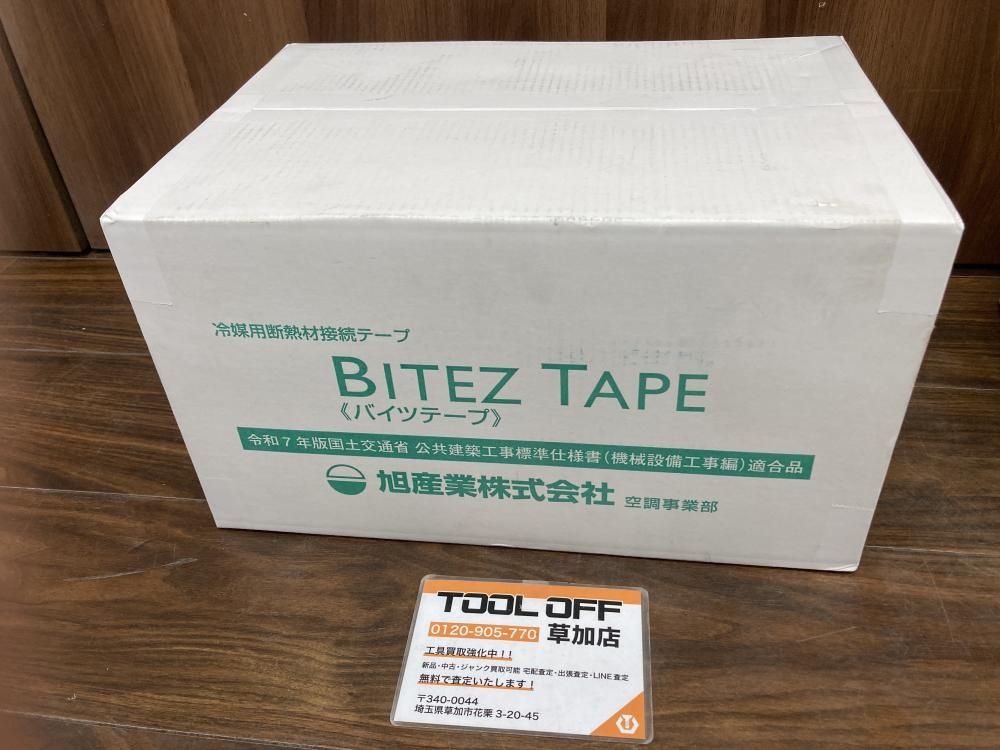 冷媒用断熱材接続テープ
BITEZ TAPE
《バイツテープ》
令和7年版国土交通省 公共建築工事標準仕様書(機械設備工事編)適合品
旭産業株式会社 空調事業部
TOOL OFF
0120-905-770 草加店
工具買取強化中!!
新品・中古・ジャンク買取可能 宅配査定・出張査定・LINE査定
無料で査定いたします!
〒340-0044
埼玉県草加市花栗3-20-45